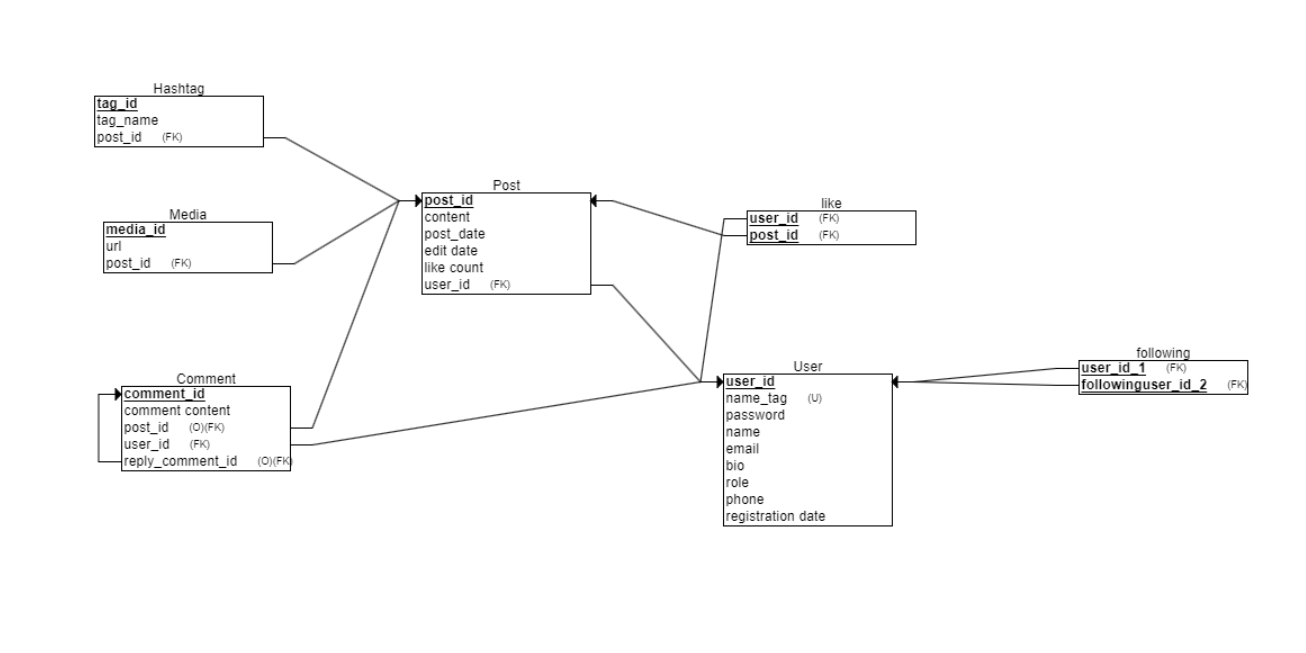 Hashtag
tag_id
tag_name
post_id (FK)
Media
media_id
url
post_id (FK)
Comment
comment_id
comment content
post_id (O)(FK)
user_id (FK)
reply_comment_id (O)(FK)
Post
post_id
content
post_date
edit date
like count
user_id (FK)
like
user_id (FK)
post_id (FK)
User
user_id
name_tag (U)
password
name
email
bio
role
phone
registration date
following
user_id_1 (FK)
followinguser_id_2 (FK)